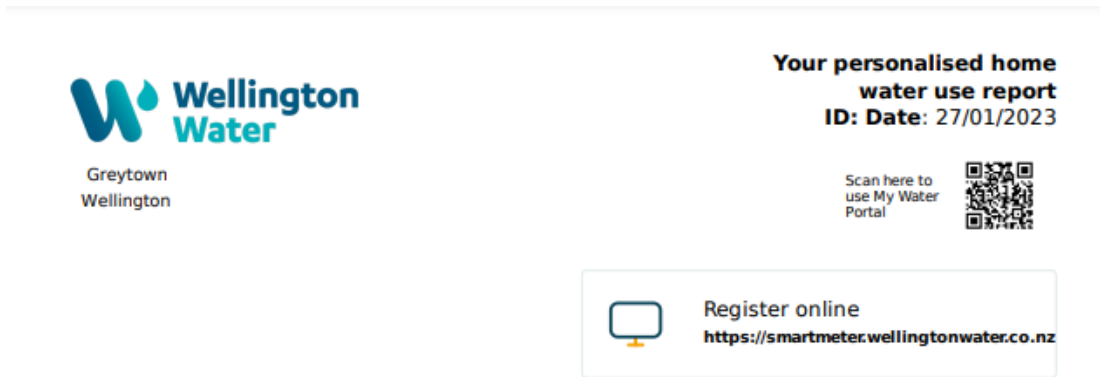 Wellington
Water
Greytown
Wellington
Your personalised home
water use report
ID: Date: 27/01/2023
Scan here to
use My Water
Portal
Register online
https://smartmeter.wellingtonwater.co.nz